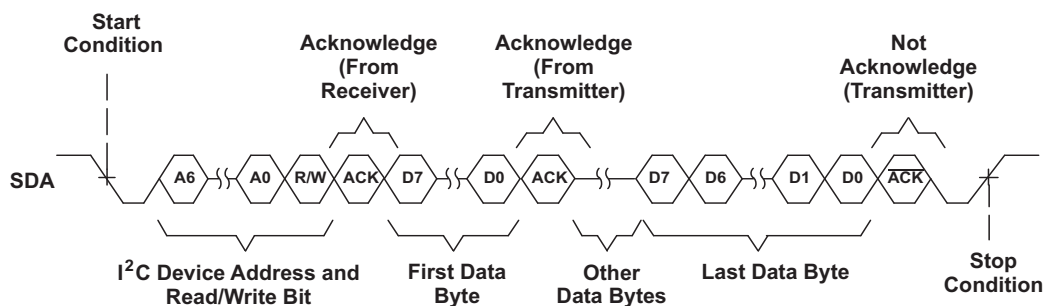 Start
Condition
Acknowledge
(From
Receiver)
Acknowledge
(From
Transmitter)
Not
Acknowledge
(Transmitter)
SDA
A6 A0 R/W ACK D7 D0 ACK D7 D6 D1 D0 A̅C̅K̅
I²C Device Address and
Read/Write Bit
First Data
Byte
Other
Data Bytes
Last Data Byte
Stop
Condition